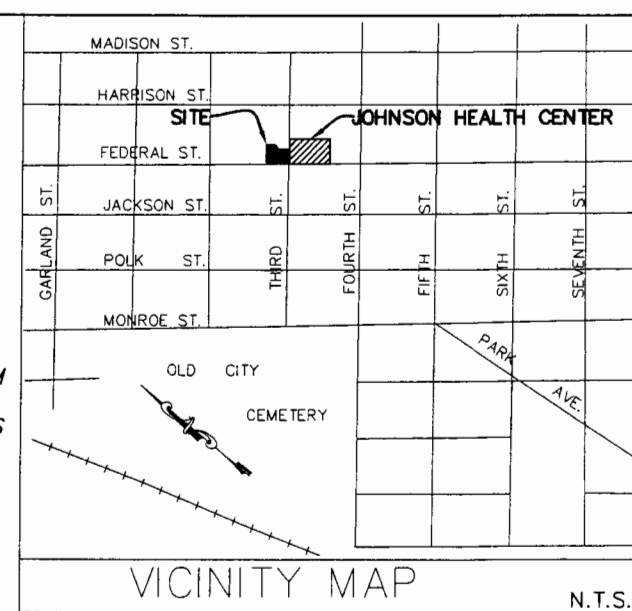 MADISON ST.
HARRISON ST.
SITE
JOHNSON HEALTH CENTER
FEDERAL ST.
JACKSON ST.
GARLAND ST.
POLK ST.
THIRD ST.
FOURTH ST.
FIFTH ST.
SIXTH ST.
SEVENTH ST.
MONROE ST.
PARK AVE.
OLD CITY
CEMETERY
VICINITY MAP
N.T.S.